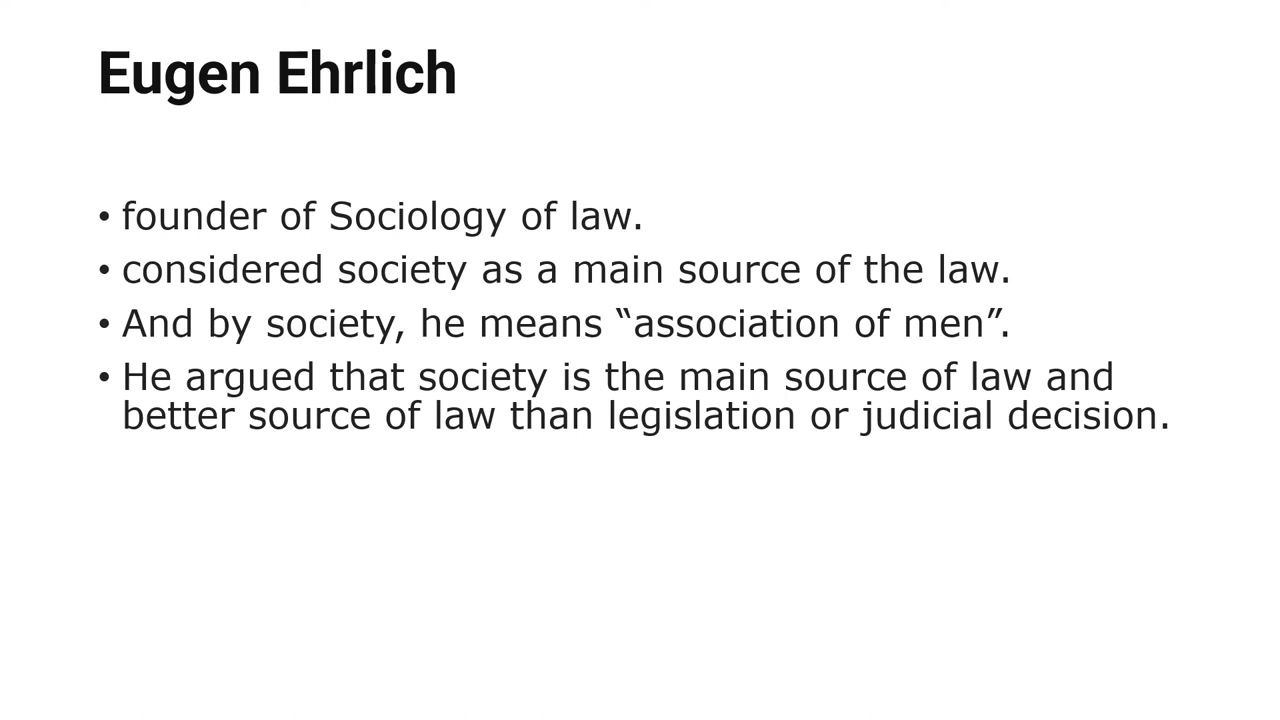 Eugen Ehrlich
• founder of Sociology of law.
• considered society as a main source of the law.
• And by society, he means “association of men”.
• He argued that society is the main source of law and
better source of law than legislation or judicial decision.